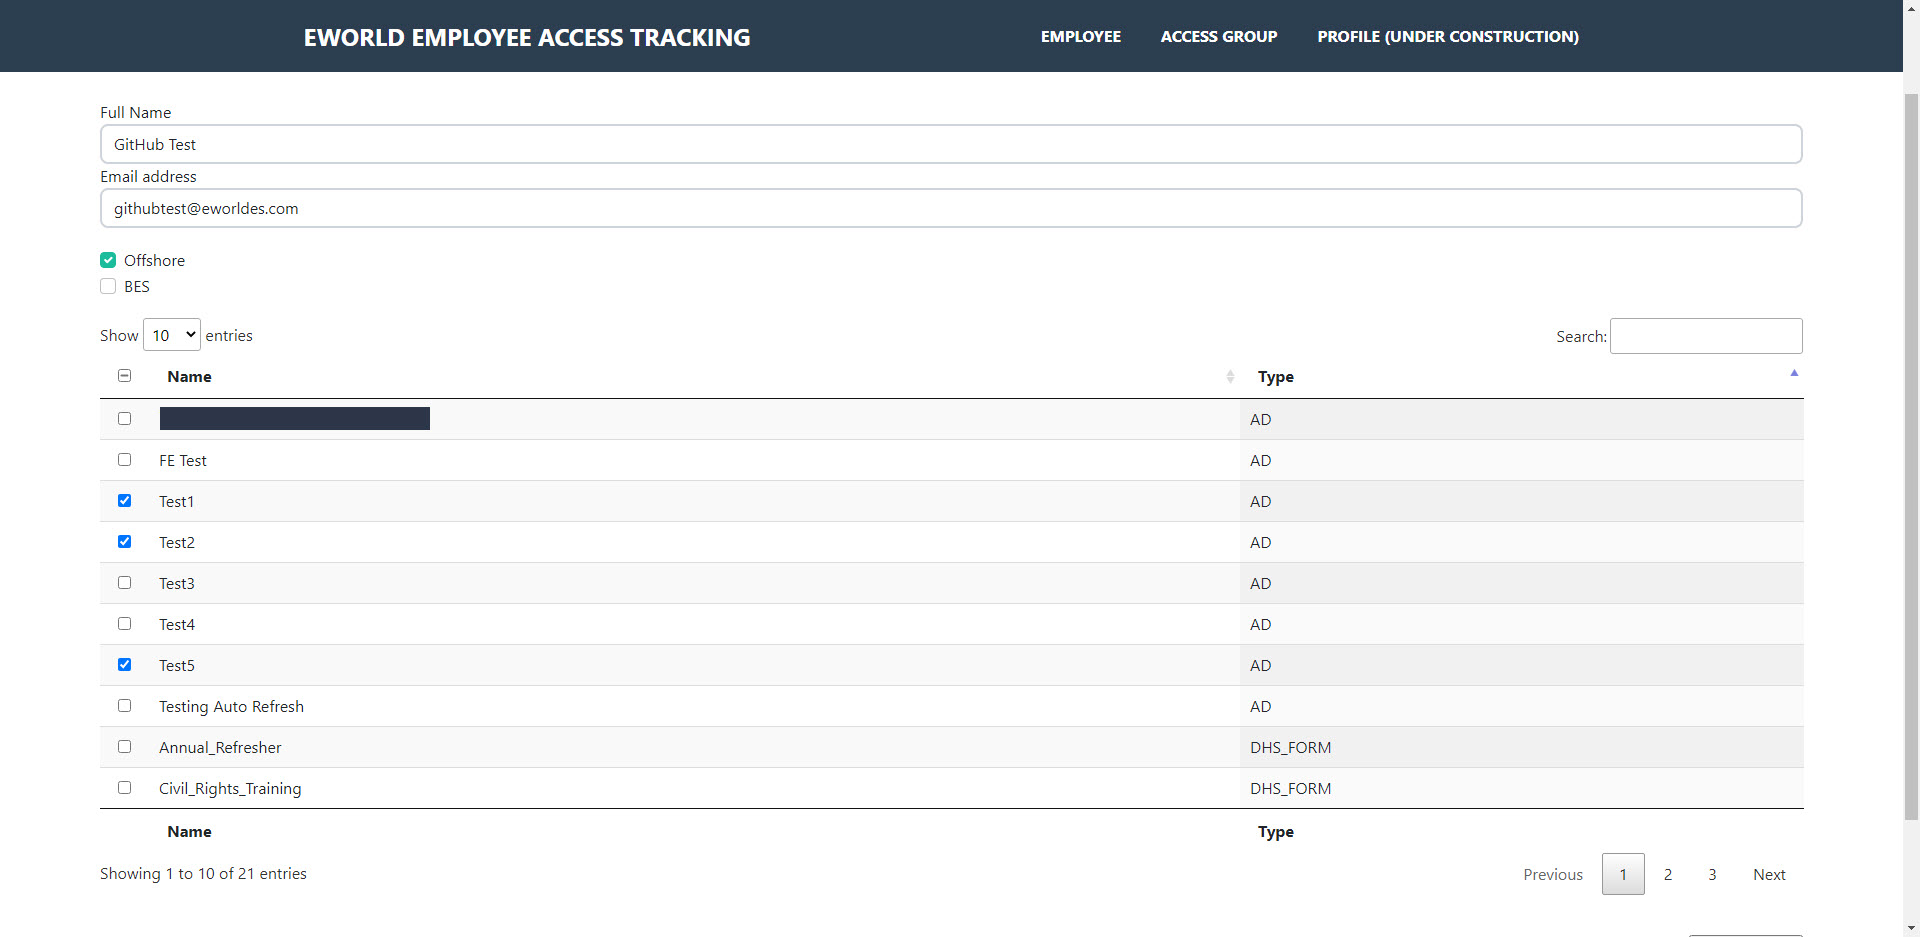 EWORLD EMPLOYEE ACCESS TRACKING
EMPLOYEE ACCESS GROUP PROFILE (UNDER CONSTRUCTION)
Full Name
GitHub Test
Email address
githubtest@eworldes.com
Offshore
BES
Show 10 entries Search:
Name Type
AD
FE Test AD
Test1 AD
Test2 AD
Test3 AD
Test4 AD
Test5 AD
Testing Auto Refresh AD
Annual_Refresher DHS_FORM
Civil_Rights_Training DHS_FORM
Name Type
Showing 1 to 10 of 21 entries Previous 1 2 3 Next